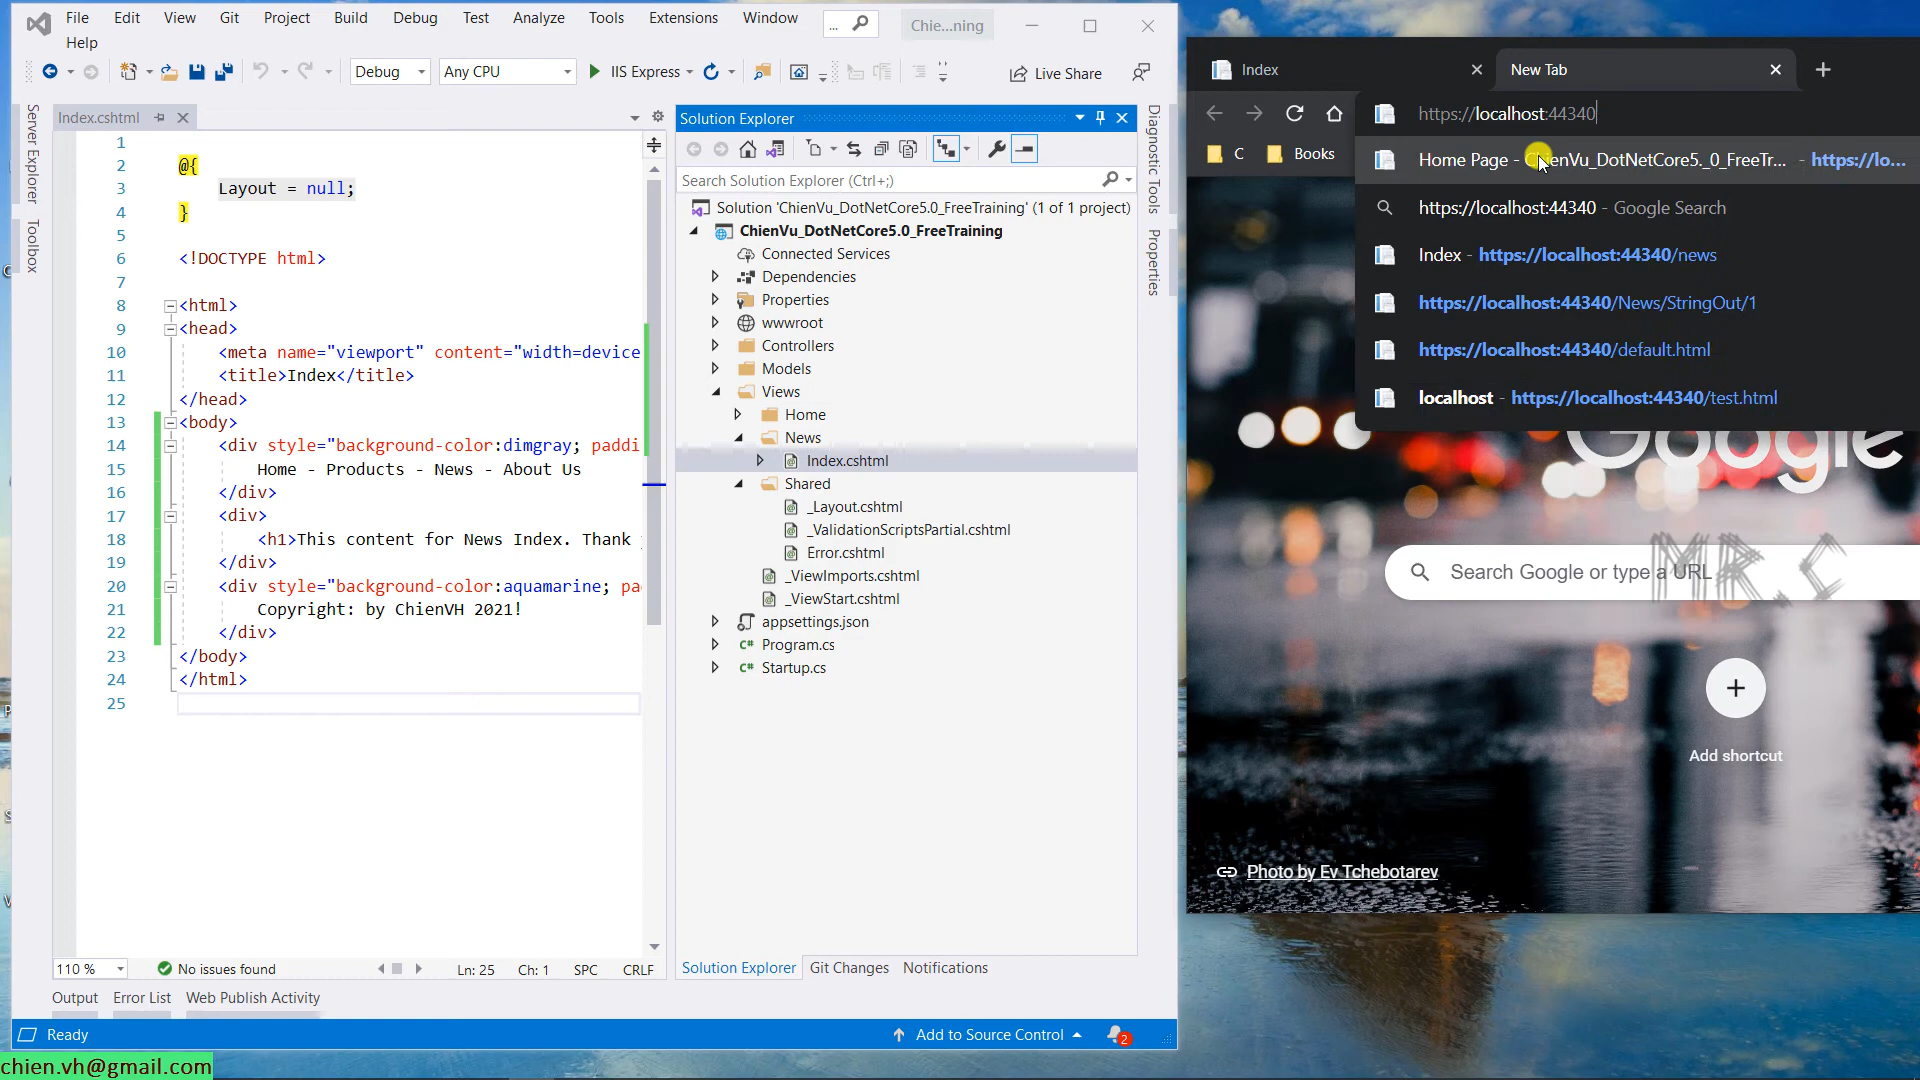 File Edit View Git Project Build Debug Test Analyze Tools Extensions Window ... Chie...ning
Help
Debug Any CPU IIS Express Live Share
Index.cshtml
Server Explorer
Toolbox
1
2 @{
3 Layout = null;
4 }
5
6 <!DOCTYPE html>
7
8 <html>
9 <head>
10 <meta name="viewport" content="width=device
11 <title>Index</title>
12 </head>
13 <body>
14 <div style="background-color:dimgray; paddi
15 Home - Products - News - About Us
16 </div>
17 <div>
18 <h1>This content for News Index. Thank
19 </div>
20 <div style="background-color:aquamarine; pa
21 Copyright: by ChienVH 2021!
22 </div>
23 </body>
24 </html>
25
110 % No issues found Ln: 25 Ch: 1 SPC CRLF
Output Error List Web Publish Activity
Solution Explorer
Search Solution Explorer (Ctrl+;)
Solution 'ChienVu_DotNetCore5.0_FreeTraining' (1 of 1 project)
ChienVu_DotNetCore5.0_FreeTraining
Connected Services
Dependencies
Properties
wwwroot
Controllers
Models
Views
Home
News
Index.cshtml
Shared
_Layout.cshtml
_ValidationScriptsPartial.cshtml
Error.cshtml
_ViewImports.cshtml
_ViewStart.cshtml
appsettings.json
C# Program.cs
C# Startup.cs
Solution Explorer Git Changes Notifications
Diagnostic Tools
Properties
Ready Add to Source Control 2
chien.vh@gmail.com
Index New Tab
https://localhost:44340
C Books
Home Page - ChienVu_DotNetCore5._0_FreeTr... - https://lo...
https://localhost:44340 - Google Search
Index - https://localhost:44340/news
https://localhost:44340/News/StringOut/1
https://localhost:44340/default.html
localhost - https://localhost:44340/test.html
Google
Search Google or type a URL
MR.C
Add shortcut
Photo by Ev Tchebotarev